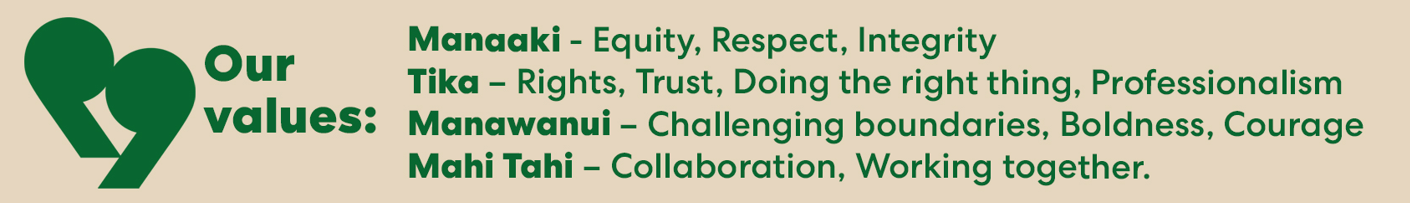 Our
values:
Manaaki - Equity, Respect, Integrity
Tika – Rights, Trust, Doing the right thing, Professionalism
Manawanui – Challenging boundaries, Boldness, Courage
Mahi Tahi – Collaboration, Working together.